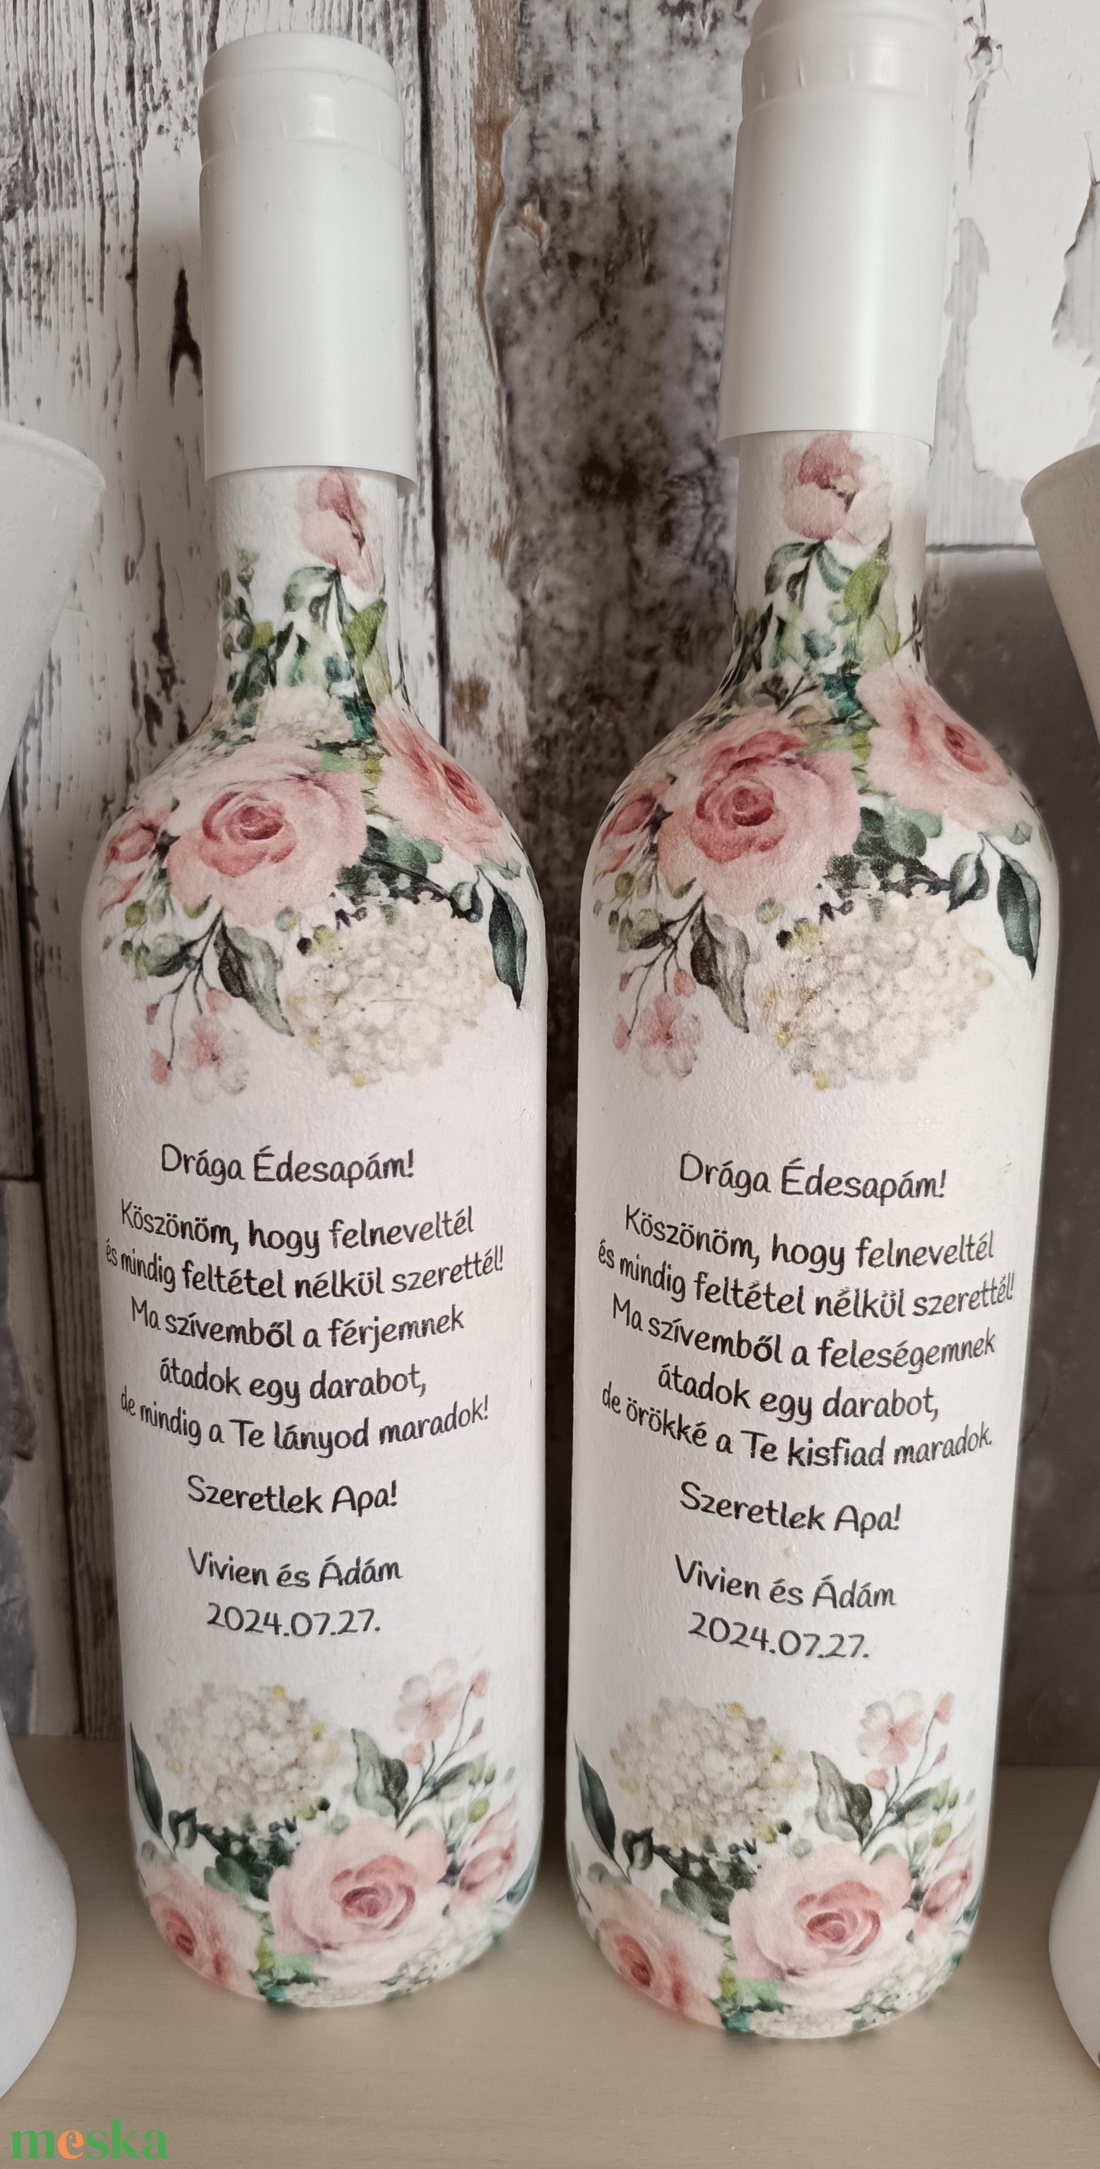 Drága Édesapám!
Köszönöm, hogy felneveltél
és mindig feltétel nélkül szerettél!
Ma szívemből a férjemnek
átadok egy darabot,
de mindig a Te lányod maradok!
Szeretlek Apa!
Vivien és Ádám
2024.07.27.
Drága Édesapám!
Köszönöm, hogy felneveltél
és mindig feltétel nélkül szerettél!
Ma szívemből a feleségemnek
átadok egy darabot,
de örökké a Te kisfiad maradok.
Szeretlek Apa!
Vivien és Ádám
2024.07.27.
meska